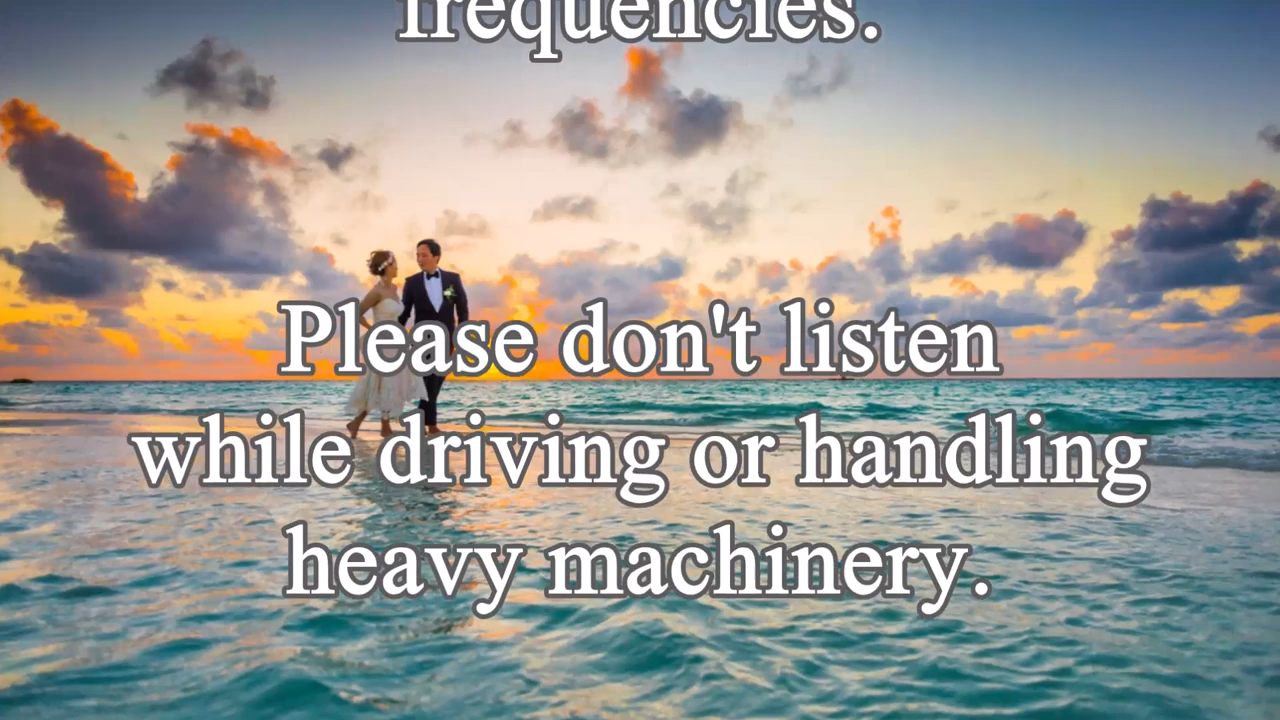 frequencies.
Please don't listen
while driving or handling
heavy machinery.